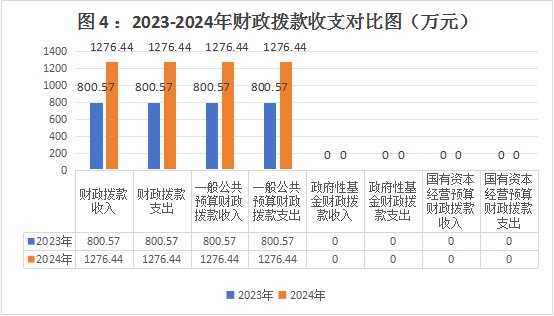 图 4 ：2023-2024年财政拨款收支对比图（万元）
1276.44 1276.44 1276.44 1276.44
800.57 800.57 800.57 800.57
0 0 0 0 0 0 0 0
1400
1200
1000
800
600
400
200
0
财政拨款
收入
财政拨款
支出
一般公共
预算财政
拨款收入
一般公共
预算财政
拨款支出
政府性基
金财政拨
款收入
政府性基
金财政拨
款支出
国有资本
经营预算
财政拨款
收入
国有资本
经营预算
财政拨款
支出
2023年 800.57 800.57 800.57 800.57 0 0 0 0
2024年 1276.44 1276.44 1276.44 1276.44 0 0 0 0
2023年 2024年